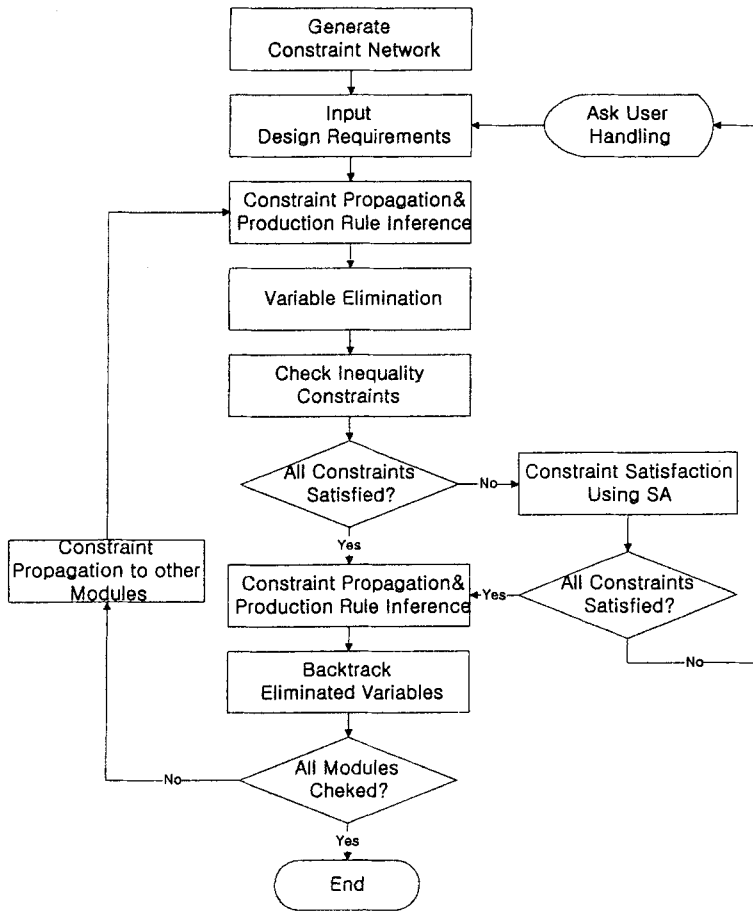 Generate
Constraint Network
Input
Design Requirements
Ask User
Handling
Constraint Propagation&
Production Rule Inference
Variable Elimination
Check Inequality
Constraints
All Constraints
Satisfied?
No
Constraint Satisfaction
Using SA
Yes
Constraint
Propagation to other
Modules
Constraint Propagation&
Production Rule Inference
Yes
All Constraints
Satisfied?
No
Backtrack
Eliminated Variables
All Modules
Cheked?
No
Yes
End